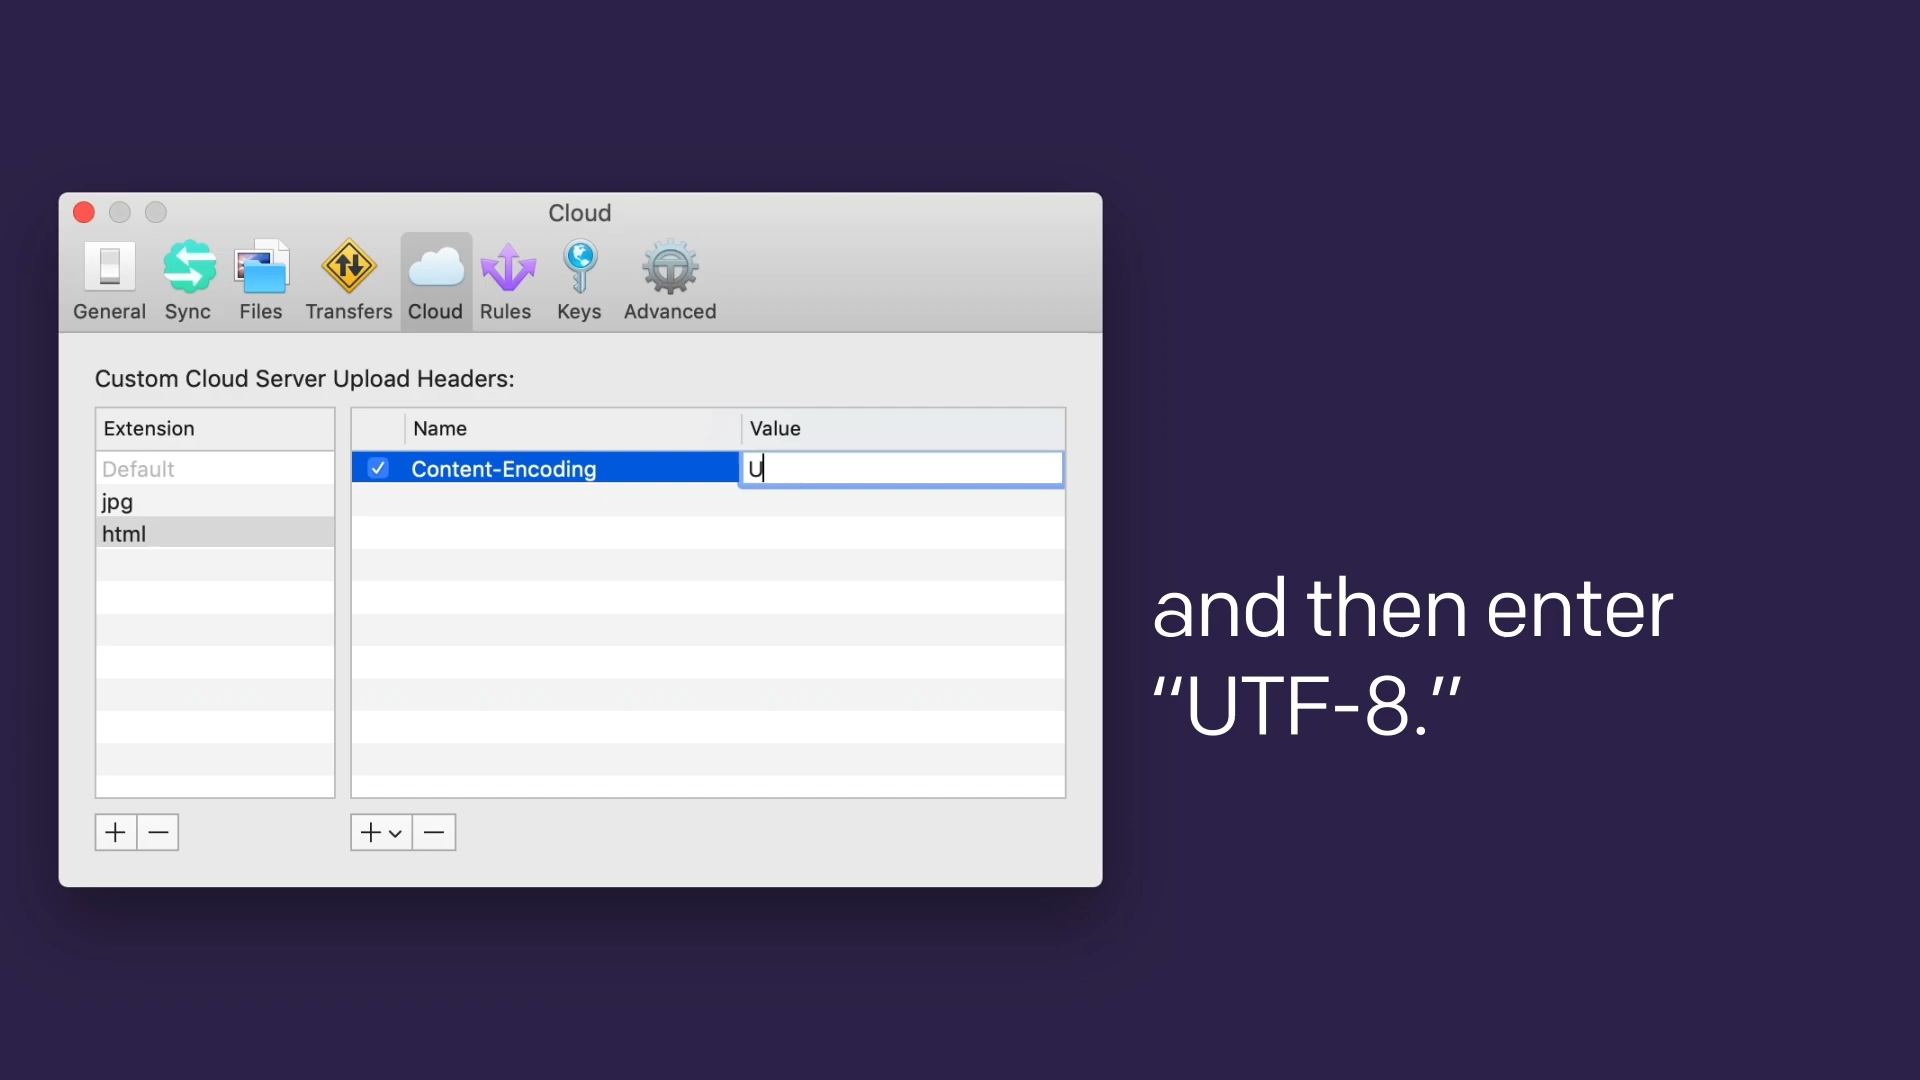 Cloud
General Sync Files Transfers Cloud Rules Keys Advanced
Custom Cloud Server Upload Headers:
Extension Name Value
Default Content-Encoding U
jpg
html
and then enter
“UTF-8.”